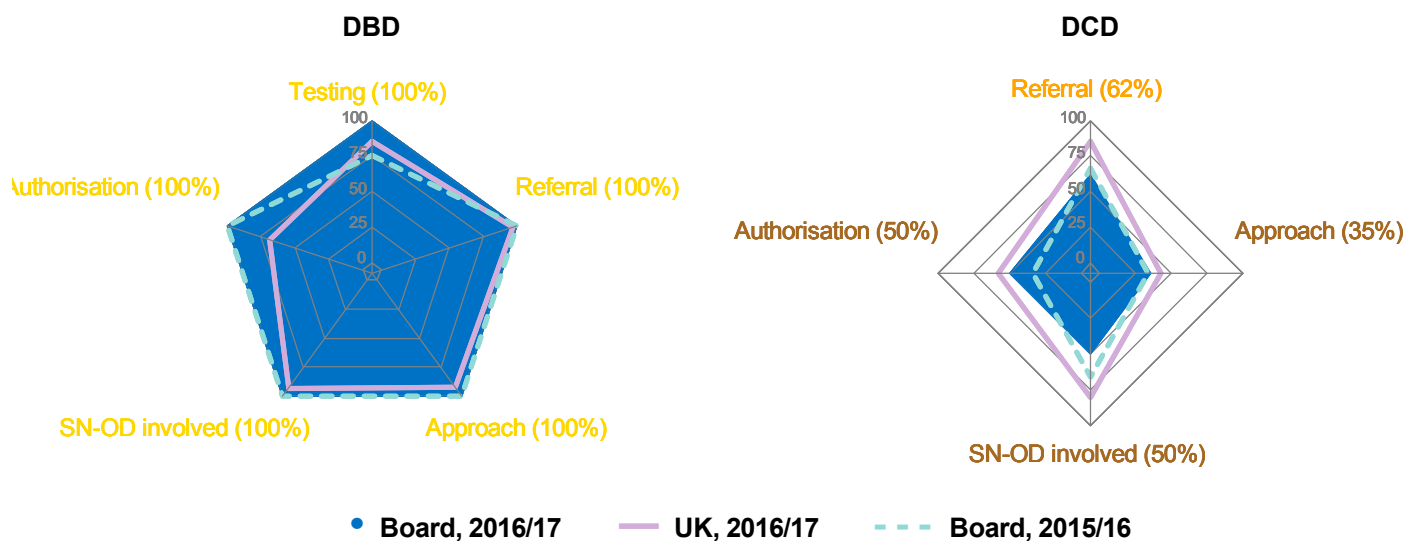 DBD
DCD
Testing (100%)
Referral (62%)
100
75
50
25
0
100
75
50
25
0
Authorisation (100%)
Referral (100%)
Authorisation (50%)
Approach (35%)
SN-OD involved (100%)
Approach (100%)
SN-OD involved (50%)
Board, 2016/17
UK, 2016/17
Board, 2015/16